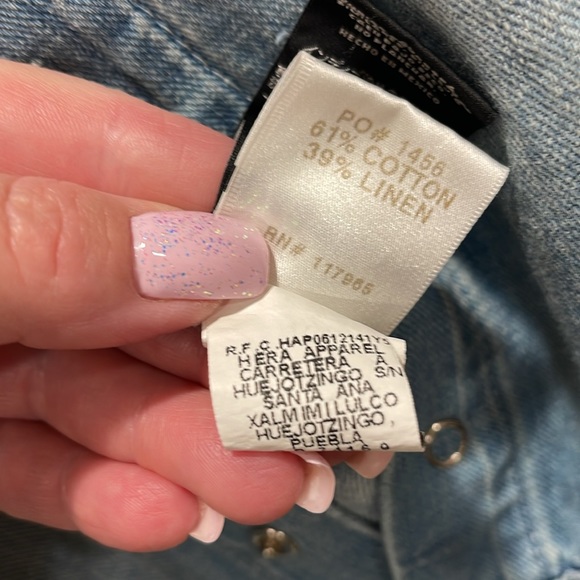 HECHO EN MEXICO
PO# 1456
61% COTTON
39% LINEN
RN# 117965
R.F.C.HAP0612141Y5
HERA APPAREL
CARRETERA A
HUEJOTZINGO S/N
SANTA ANA
XALMIMILULCO
HUEJOTZINGO,
PUEBLA